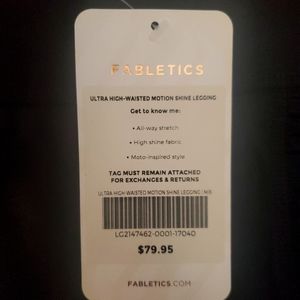 FABLETICS
ULTRA HIGH-WAISTED MOTION SHINE LEGGING
Get to know me:
• All-way stretch
• High shine fabric
• Moto-inspired style
TAG MUST REMAIN ATTACHED
FOR EXCHANGES & RETURNS
ULTRA HIGH-WAISTED MOTION SHINE LEGGING
LG2147462-0001-17040
$79.95
FABLETICS.COM